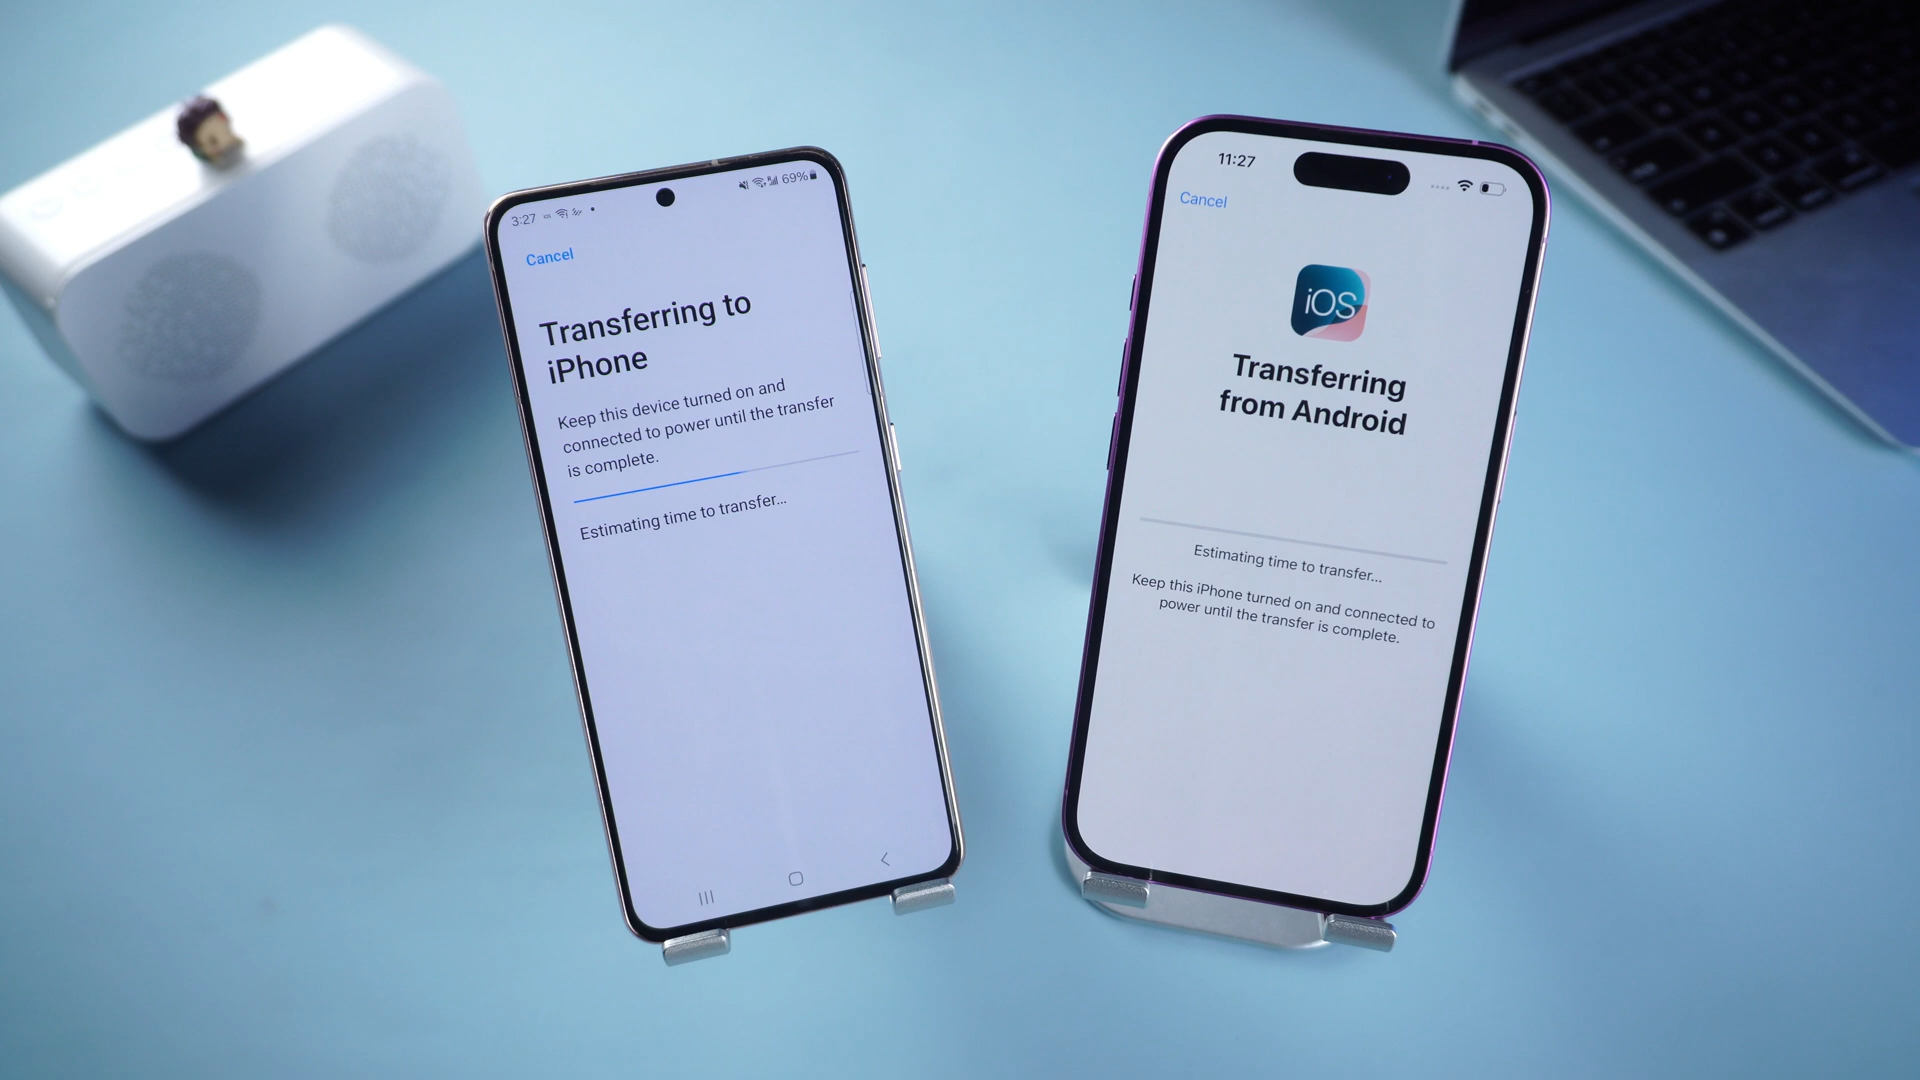 3:27
69%
Cancel
Transferring to
iPhone
Keep this device turned on and
connected to power until the transfer
is complete.
Estimating time to transfer...
11:27
Cancel
iOS
Transferring
from Android
Estimating time to transfer...
Keep this iPhone turned on and connected to
power until the transfer is complete.